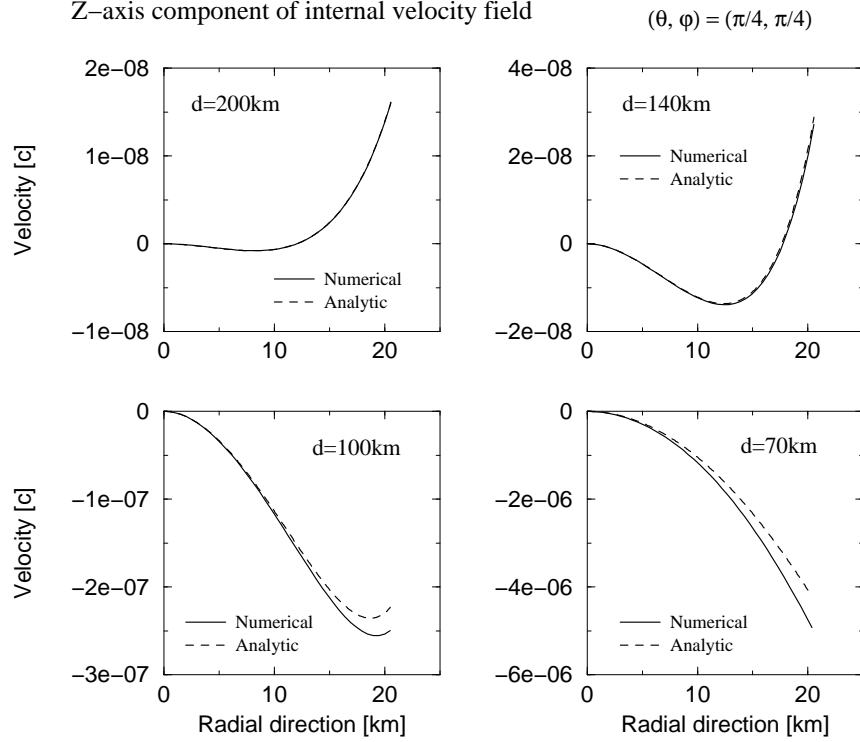 Z−axis component of internal velocity field
(θ, φ) = (π/4, π/4)
2e−08
1e−08
0
−1e−08
Velocity [c]
d=200km
Numerical
Analytic
0
10
20
4e−08
2e−08
0
−2e−08
d=140km
Numerical
Analytic
0
10
20
0
−1e−07
−2e−07
−3e−07
Velocity [c]
d=100km
Numerical
Analytic
0
10
20
Radial direction [km]
0
−2e−06
−4e−06
−6e−06
d=70km
Numerical
Analytic
0
10
20
Radial direction [km]